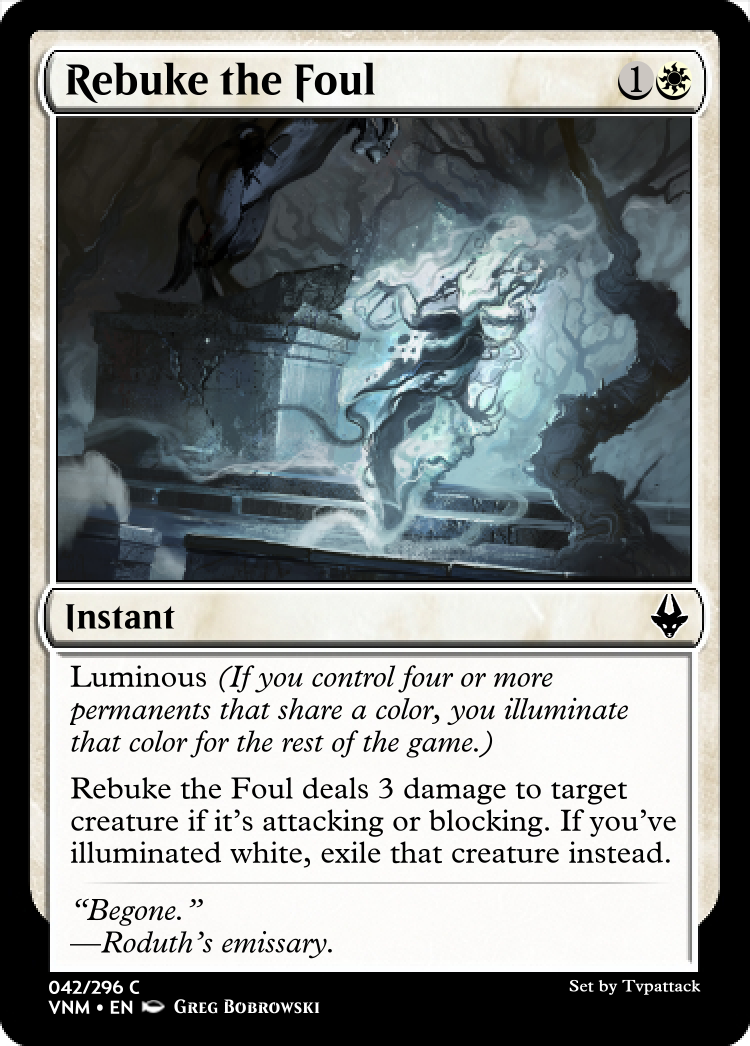 Rebuke the Foul 1
Instant
Luminous (If you control four or more
permanents that share a color, you illuminate
that color for the rest of the game.)
Rebuke the Foul deals 3 damage to target
creature if it's attacking or blocking. If you've
illuminated white, exile that creature instead.
“Begone.”
—Roduth's emissary.
042/296 C
Set by Tvpattack
VNM • EN Greg Bobrowski